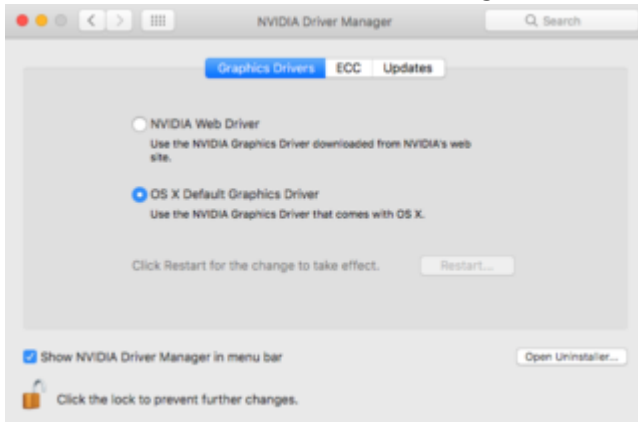 NVIDIA Driver Manager
Search
Graphics Drivers ECC Updates
NVIDIA Web Driver
Use the NVIDIA Graphics Driver downloaded from NVIDIA's web
site.
OS X Default Graphics Driver
Use the NVIDIA Graphics Driver that comes with OS X.
Click Restart for the change to take effect. Restart...
Show NVIDIA Driver Manager in menu bar
Open Uninstaller...
Click the lock to prevent further changes.